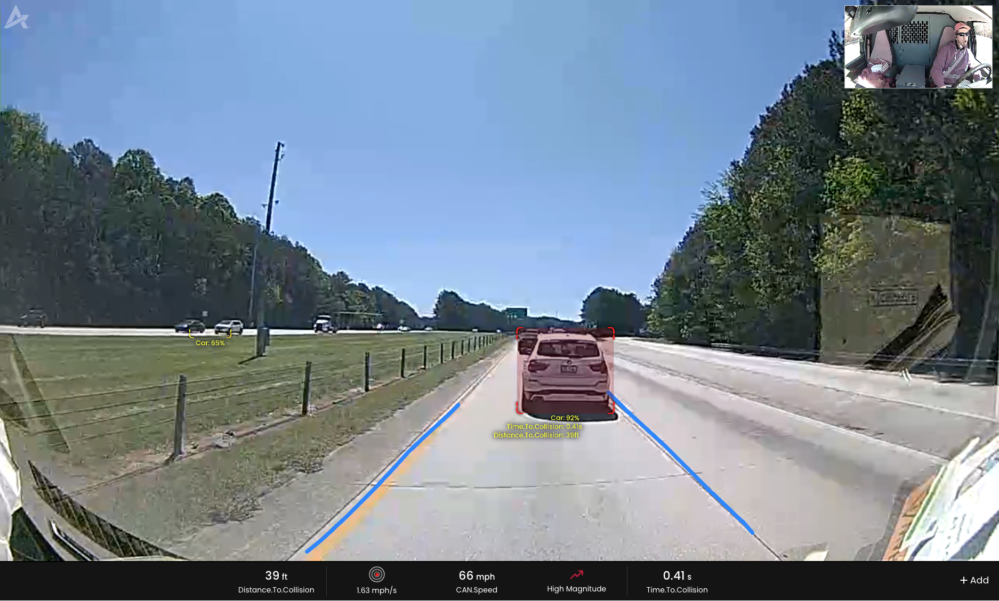 Car: 65%
Car: 92%
Time.To.Collision: 0.41s
Distance.To.Collision: 39ft
39 ft
Distance.To.Collision
1.63 mph/s
66 mph
CAN.Speed
High Magnitude
0.41 s
Time.To.Collision
+ Add